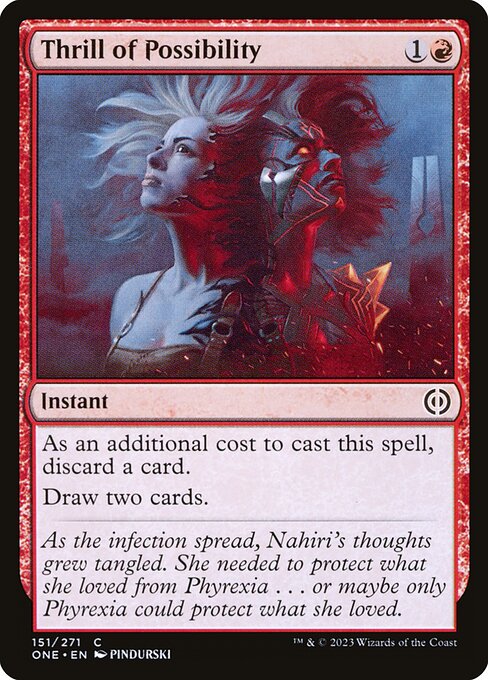 Thrill of Possibility 1
Instant
As an additional cost to cast this spell,
discard a card.
Draw two cards.
As the infection spread, Nahiri's thoughts
grew tangled. She needed to protect what
she loved from Phyrexia . . . or maybe only
Phyrexia could protect what she loved.
151/271 C
ONE • EN PINDURSKI
™ & © 2023 Wizards of the Coast